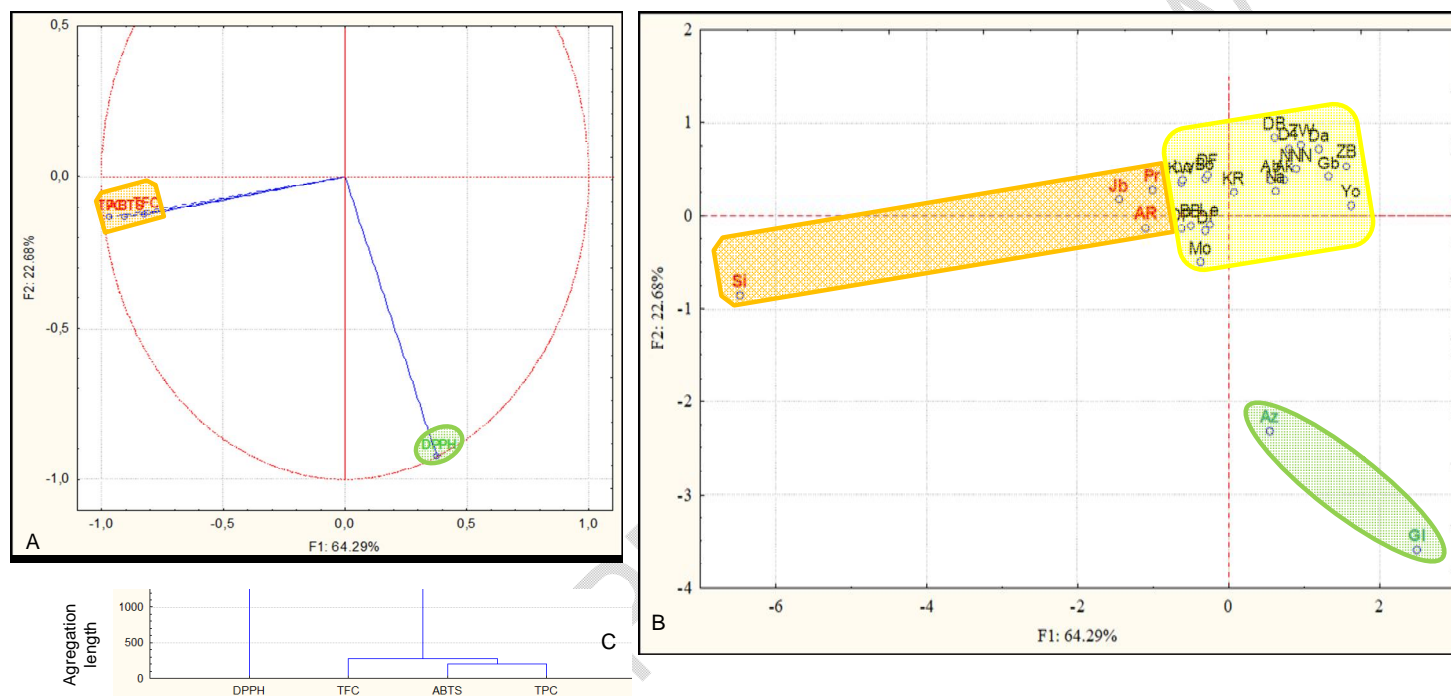 0,5
0,0
-0,5
-1,0
F2: 22.68%
TFC
DPPH
-1,0 -0,5 0,0 0,5 1,0
F1: 64.29%
A
2
1
0
-1
-2
-3
-4
F2: 22.68%
DB
Da
ZB
Gb
Yo
KR
Na
Pr
Jb
AR
Mo
Si
Az
Gl
-6 -4 -2 0 2
F1: 64.29%
B
Agregation
length
1000
500
0
C
DPPH TFC ABTS TPC